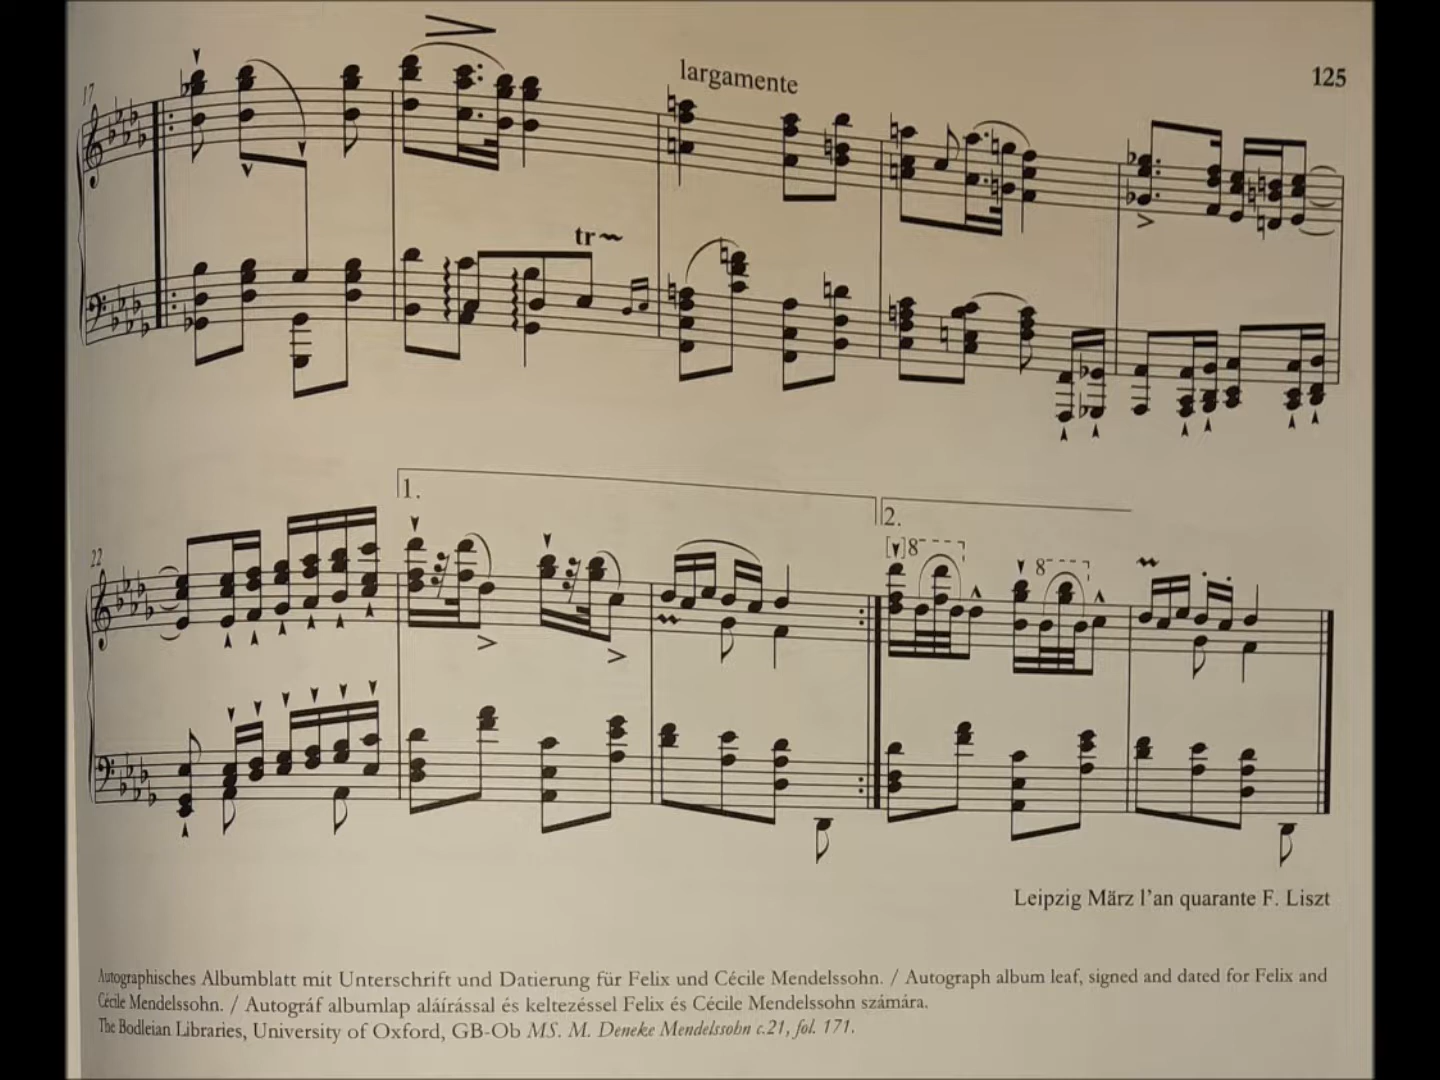 125
17
largamente
tr
22
1.
2.
[ ] 8
8
Leipzig März l’an quarante F. Liszt
Autographisches Albumblatt mit Unterschrift und Datierung für Felix und Cécile Mendelssohn. / Autograph album leaf, signed and dated for Felix and
Cécile Mendelssohn. / Autográf albumlap aláírással és keltezéssel Felix és Cécile Mendelssohn számára.
The Bodleian Libraries, University of Oxford, GB-Ob MS. M. Deneke Mendelssohn c.21, fol. 171.